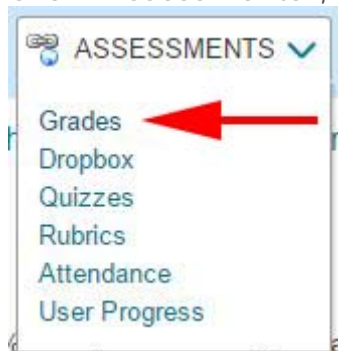 ASSESSMENTS
Grades
Dropbox
Quizzes
Rubrics
Attendance
User Progress